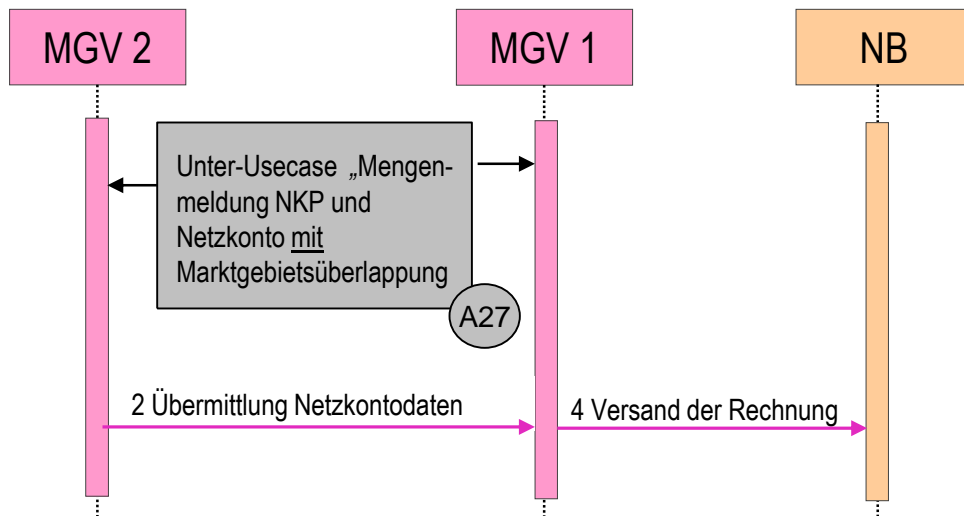 MGV 2
MGV 1
NB
Unter-Usecase „Mengen-
meldung NKP und
Netzkonto mit
Marktgebietsüberlappung
A27
2 Übermittlung Netzkontodaten
4 Versand der Rechnung